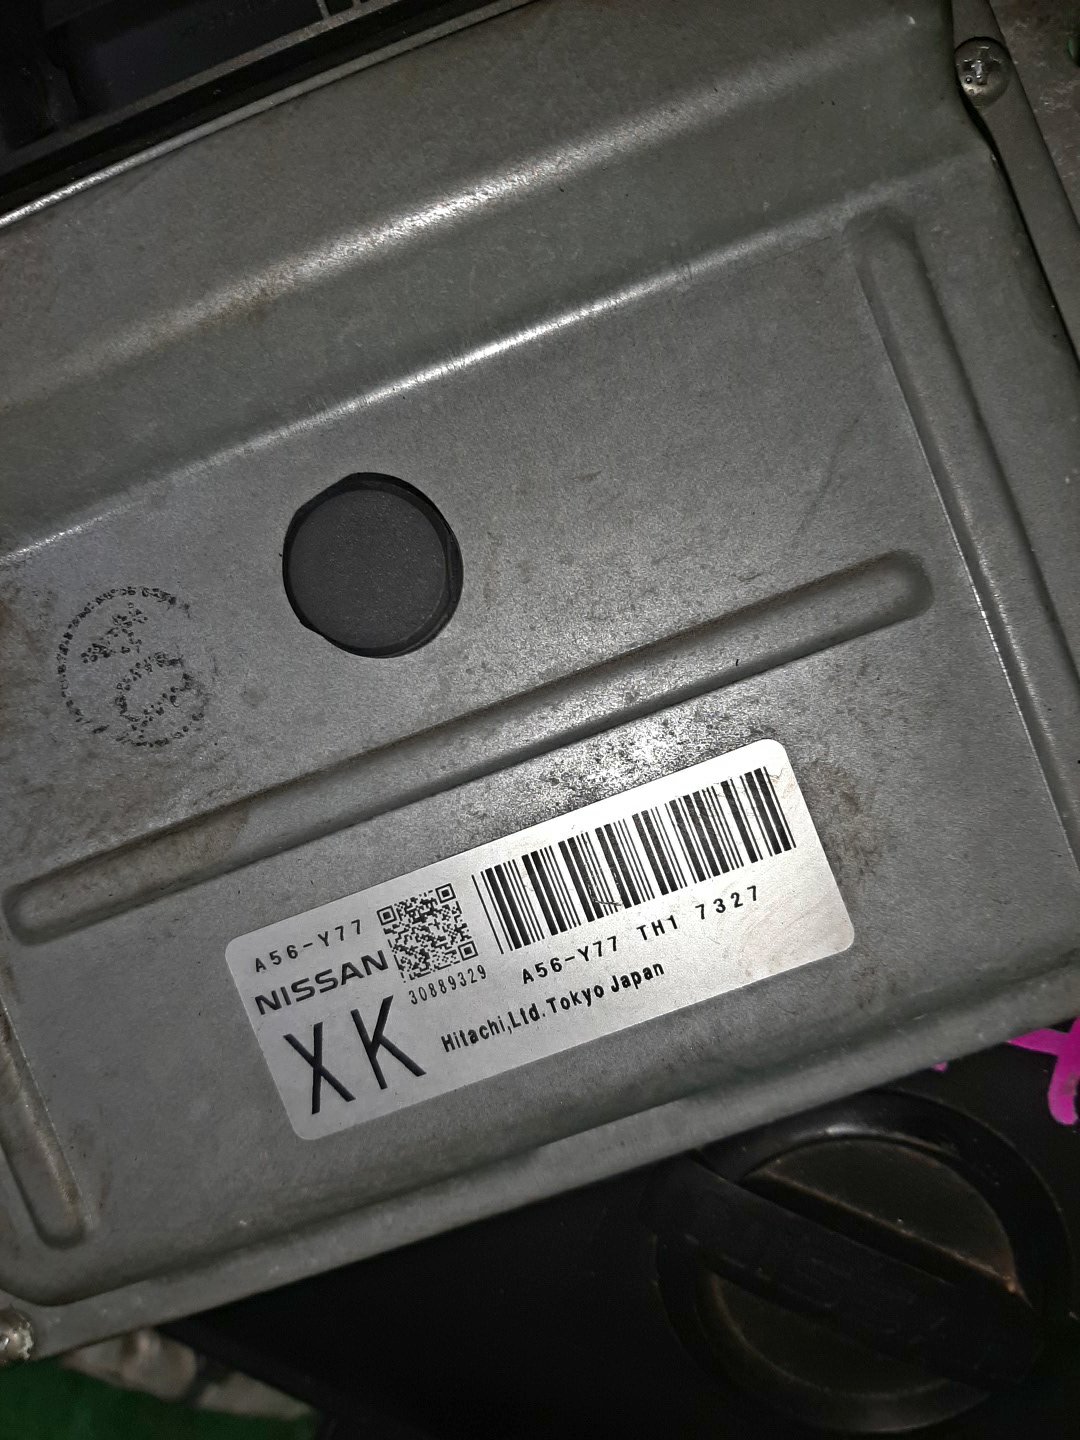 A56-Y77
NISSAN
30889329
XK
A56-Y77 TH1 7327
Hitachi,Ltd.Tokyo Japan